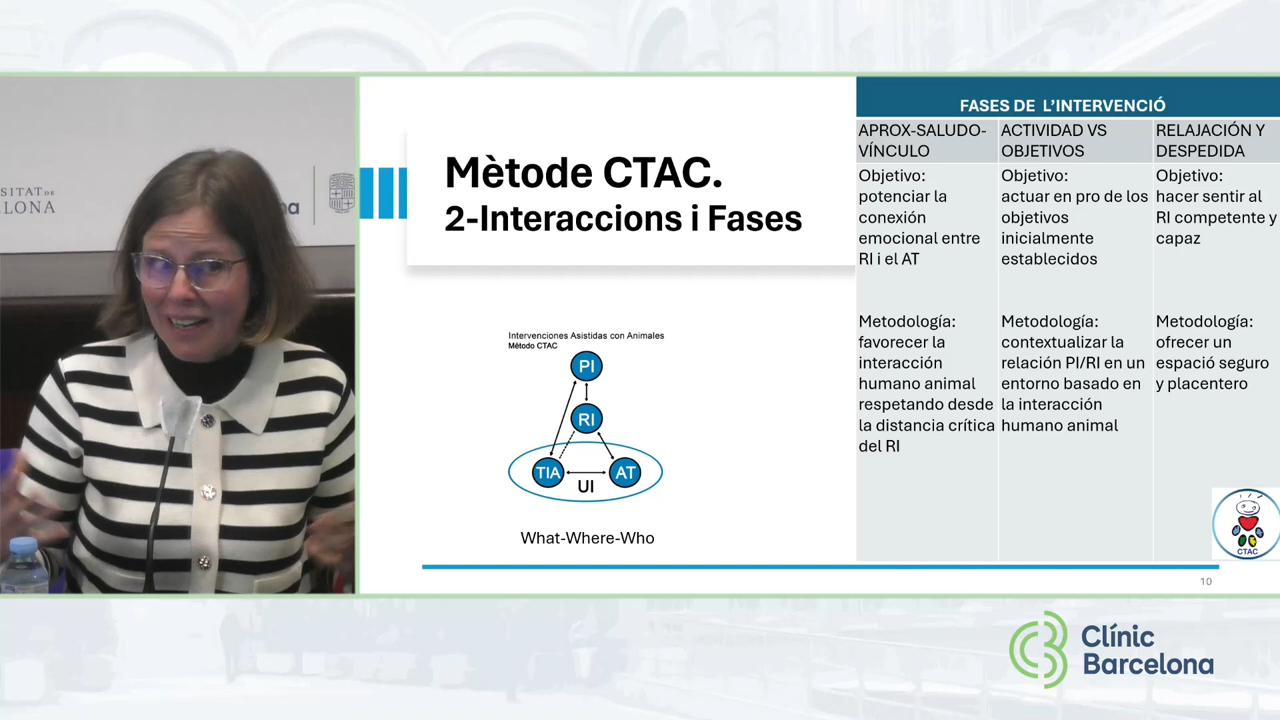 SITAT DE
LONA
Mètode CTAC.
2-Interaccions i Fases
Intervenciones Asistidas con Animales
Método CTAC
PI
RI
TIA
AT
UI
What-Where-Who
FASES DE L'INTERVENCIÓ
APROX-SALUDO-
VÍNCULO
Objetivo:
potenciar la
conexión
emocional entre
RI i el AT
Metodología:
favorecer la
interacción
humano animal
respetando desde
la distancia crítica
del RI
ACTIVIDAD VS
OBJETIVOS
Objetivo:
actuar en pro de los
objetivos
inicialmente
establecidos
Metodología:
contextualizar la
relación PI/RI en un
entorno basado en
la interacción
humano animal
RELAJACIÓN Y
DESPEDIDA
Objetivo:
hacer sentir al
RI competente y
capaz
Metodología:
ofrecer un
espació seguro
y placentero
CTAC
10
Clínic
Barcelona